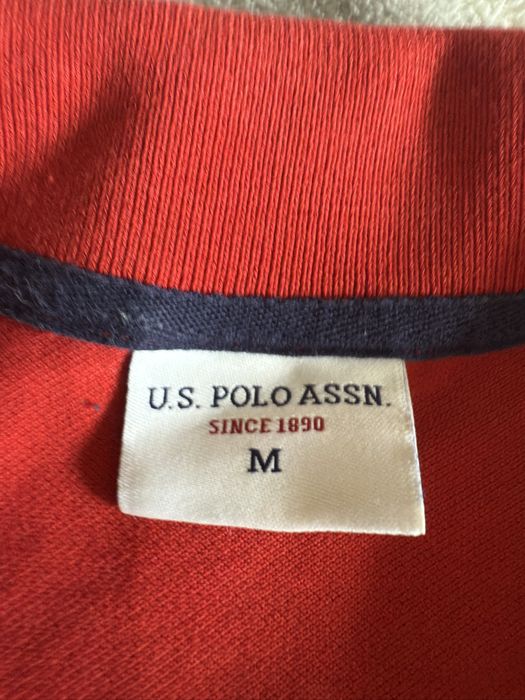 U.S. POLO ASSN.
SINCE 1890
M